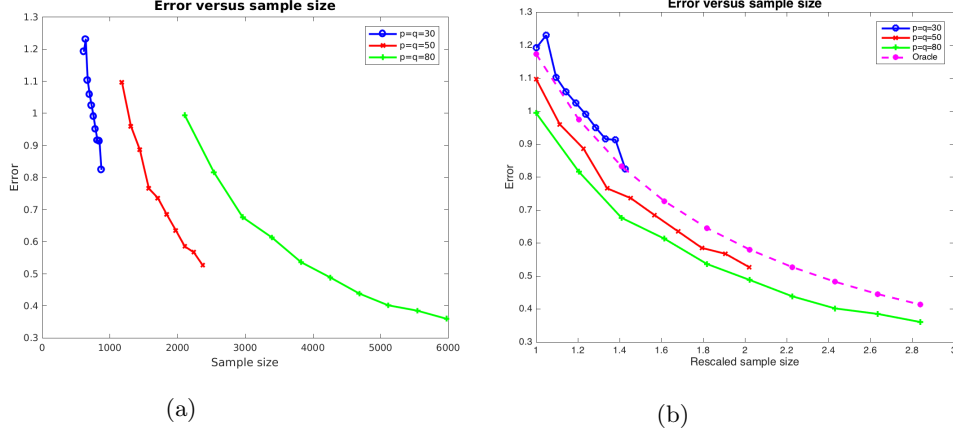 Error versus sample size
1.3
1.2
1.1
1
0.9
0.8
0.7
0.6
0.5
0.4
0.3
Error
0
1000
2000
3000
4000
5000
6000
Sample size
p=q=30
p=q=50
p=q=80
(a)
Error versus sample size
1.3
1.2
1.1
1
0.9
0.8
0.7
0.6
0.5
0.4
0.3
Error
1
1.2
1.4
1.6
1.8
2
2.2
2.4
2.6
2.8
3
Rescaled sample size
p=q=30
p=q=50
p=q=80
Oracle
(b)